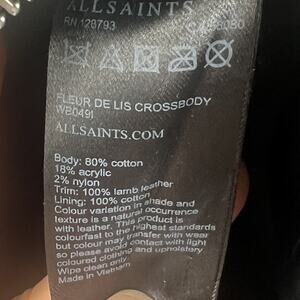 ALLSAINTS
RN 128793
FLEUR DE LIS CROSSBODY
WB049I
ALLSAINTS.COM
Body: 80% cotton
18% acrylic
2% nylon
Trim: 100% lamb leather
Lining: 100% cotton
Colour variation in shade and
texture is a natural occurrence
with leather. This product is
colourfast to the highest standards
but colour may transfer with wear
so please avoid contact with light
coloured clothing and upholstery
Wipe clean only.
Made in Vietnam